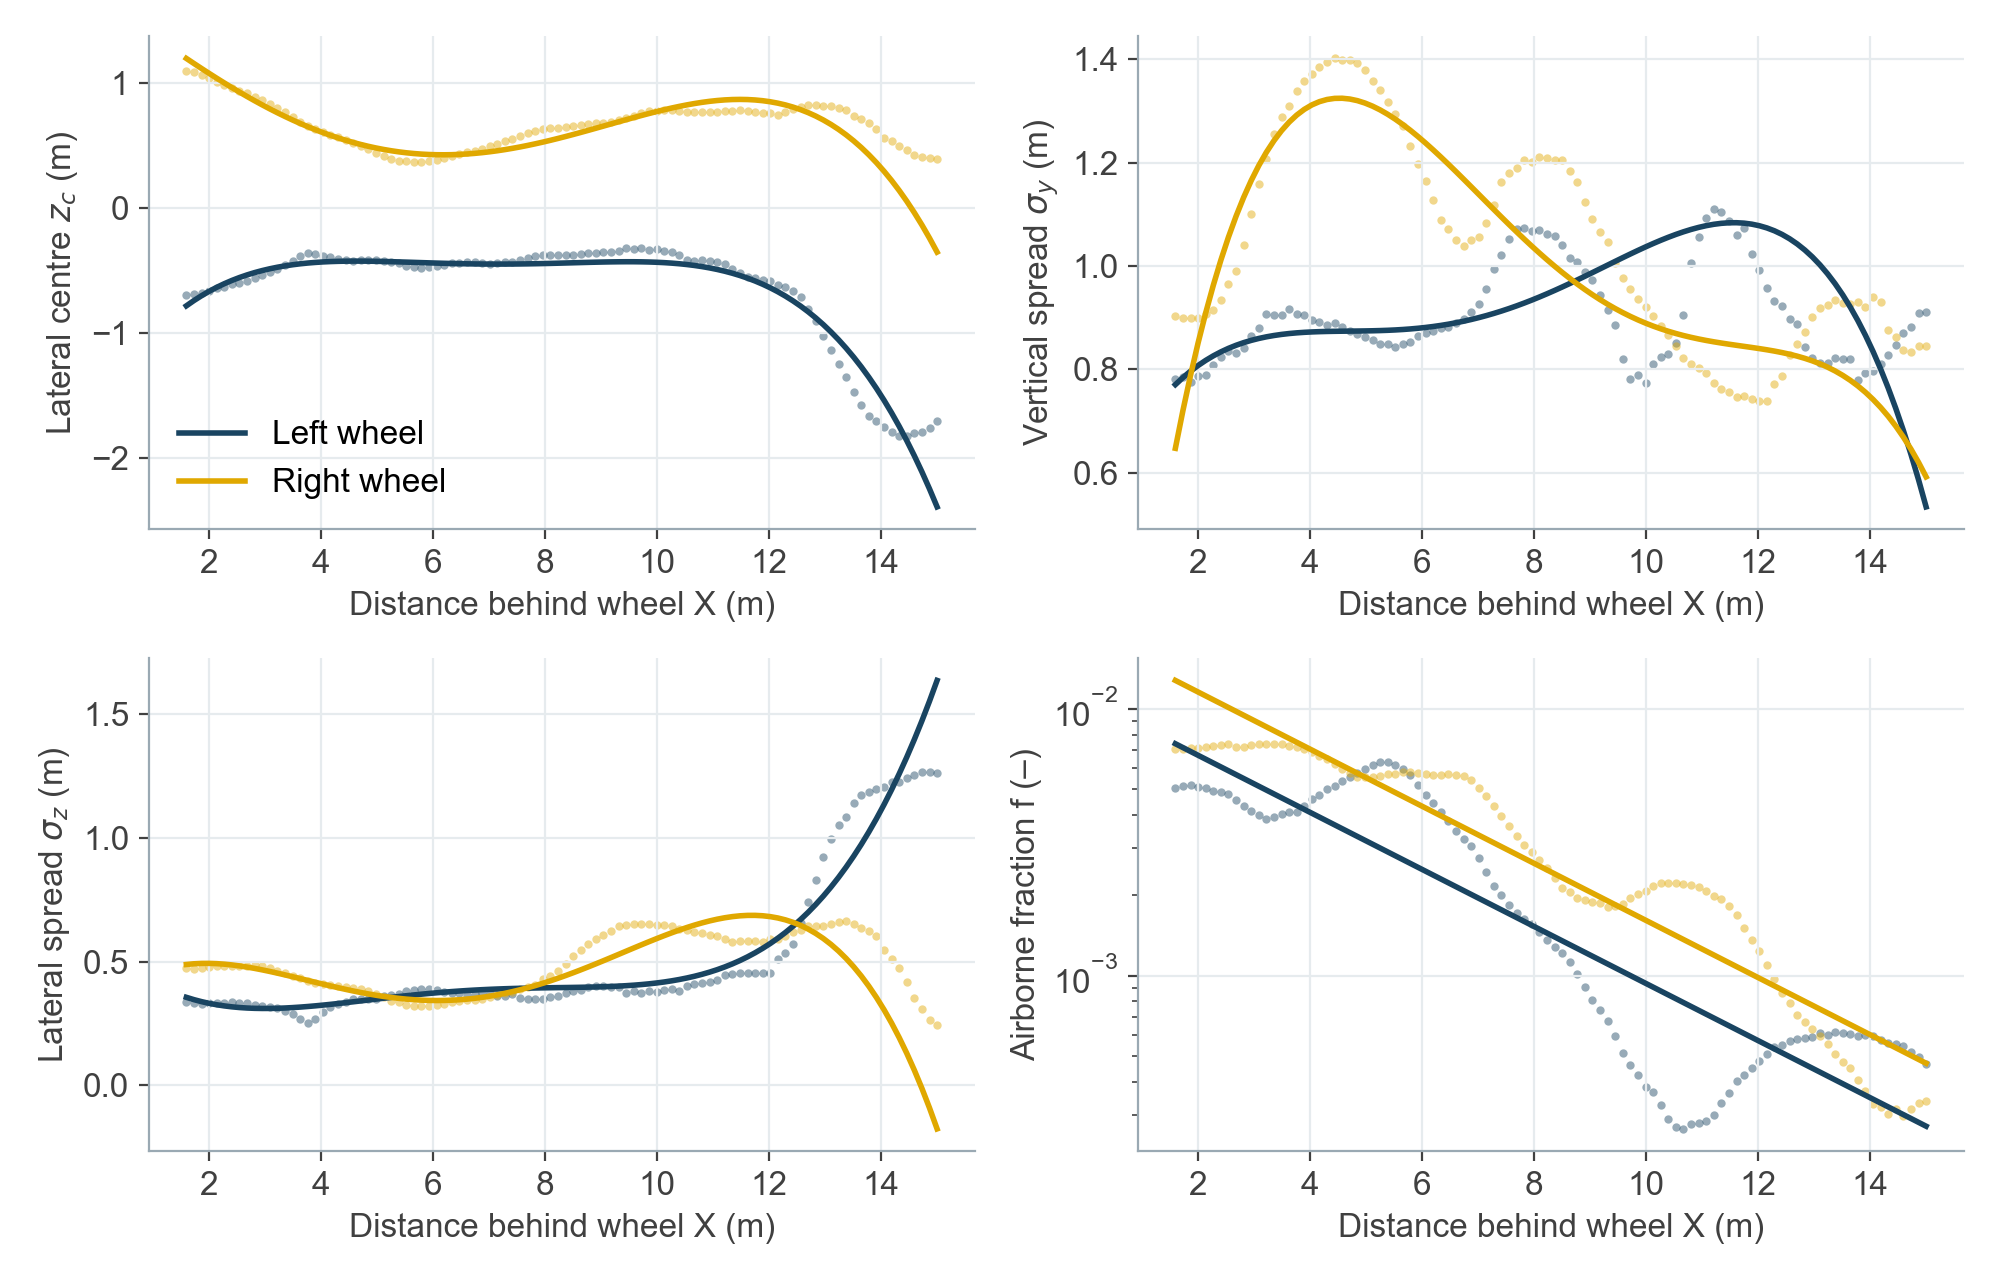 1
0
−1
−2
Lateral centre z_c (m)
Left wheel
Right wheel
2 4 6 8 10 12 14
Distance behind wheel X (m)
1.4
1.2
1.0
0.8
0.6
Vertical spread σ_y (m)
2 4 6 8 10 12 14
Distance behind wheel X (m)
1.5
1.0
0.5
0.0
Lateral spread σ_z (m)
2 4 6 8 10 12 14
Distance behind wheel X (m)
10⁻²
10⁻³
Airborne fraction f (−)
2 4 6 8 10 12 14
Distance behind wheel X (m)